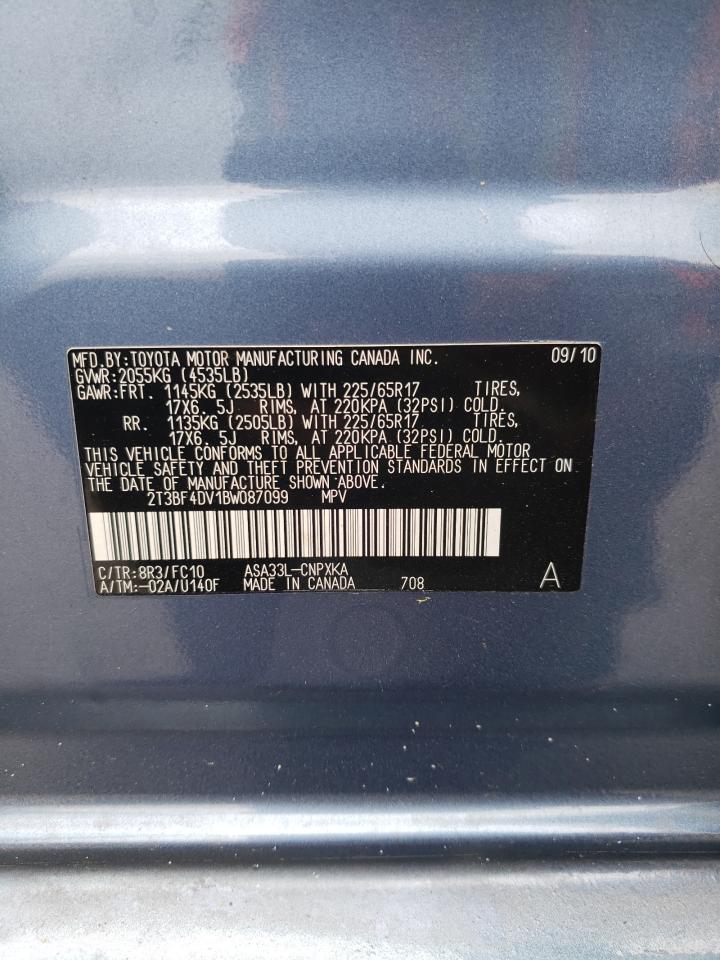 MFD.BY:TOYOTA MOTOR MANUFACTURING CANADA INC. 09/10
GVWR:2055KG (4535LB)
GAWR:FRT. 1145KG (2535LB) WITH 225/65R17 TIRES,
17X6. 5J RIMS, AT 220KPA (32PSI) COLD.
RR. 1135KG (2505LB) WITH 225/65R17 TIRES,
17X6. 5J RIMS, AT 220KPA (32PSI) COLD.
THIS VEHICLE CONFORMS TO ALL APPLICABLE FEDERAL MOTOR
VEHICLE SAFETY AND THEFT PREVENTION STANDARDS IN EFFECT ON
THE DATE OF MANUFACTURE SHOWN ABOVE.
2T3BF4DV1BW087099 MPV
C/TR:8R3/FC10 ASA33L-CNPXKA
A/TM:-02A/U140F MADE IN CANADA 708 A